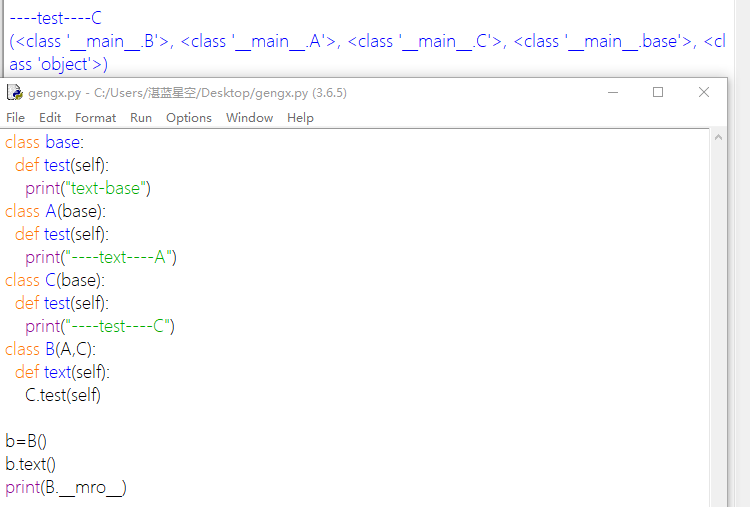 ----test----C
(<class '__main__.B'>, <class '__main__.A'>, <class '__main__.C'>, <class '__main__.base'>, <cl
ass 'object'>)
gengx.py - C:/Users/湛蓝星空/Desktop/gengx.py (3.6.5)
File Edit Format Run Options Window Help
class base:
  def test(self):
    print("text-base")
class A(base):
  def test(self):
    print("----text----A")
class C(base):
  def test(self):
    print("----test----C")
class B(A,C):
  def text(self):
    C.test(self)
b=B()
b.text()
print(B.__mro__)